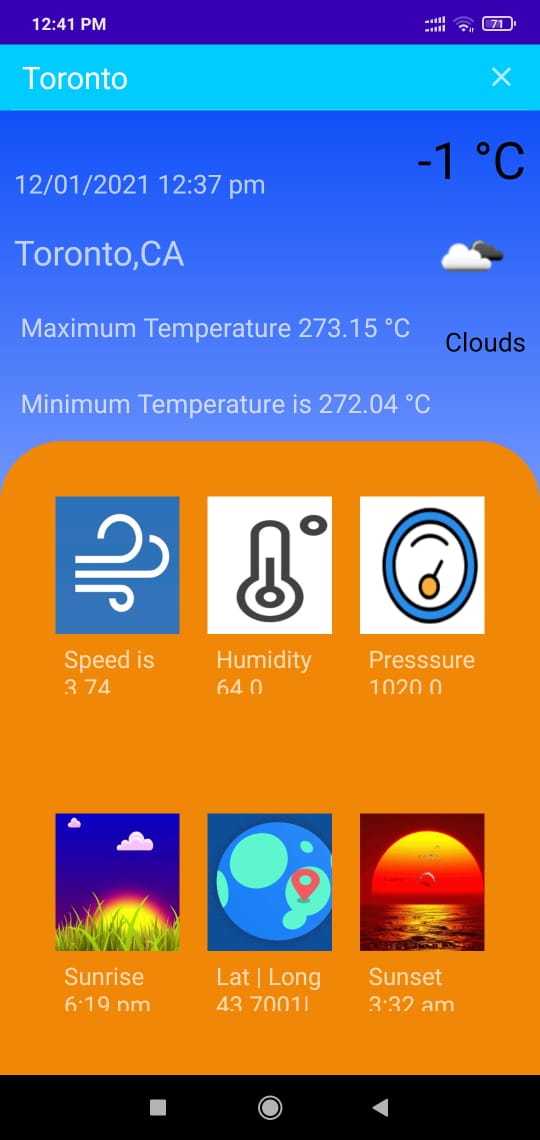 12:41 PM
71
Toronto
-1 °C
12/01/2021 12:37 pm
Toronto,CA
Maximum Temperature 273.15 °C
Clouds
Minimum Temperature is 272.04 °C
Speed is
3.74
Humidity
64.0
Presssure
1020.0
Sunrise
6:19 pm
Lat | Long
43.7001|
Sunset
3:32 am